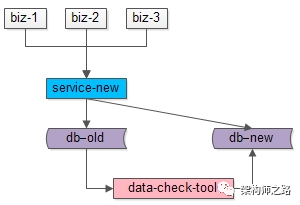 biz-1 biz-2 biz-3
service-new
db–old db–new
data-check-tool
架构师之路